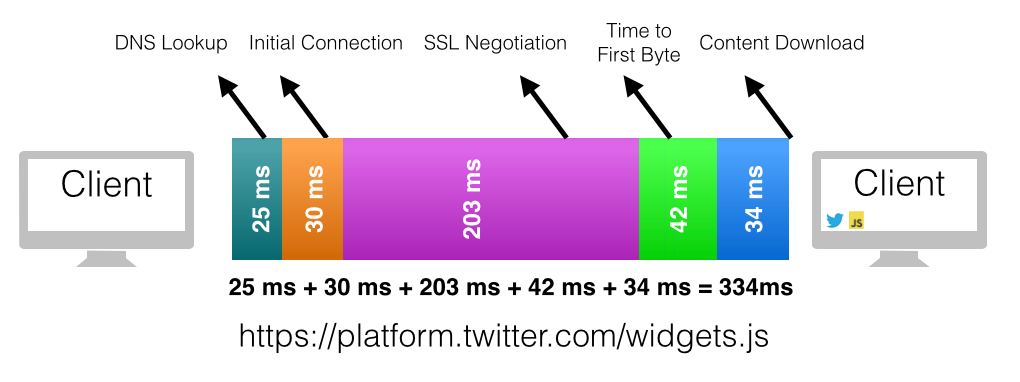 DNS Lookup
Initial Connection
SSL Negotiation
Time to
First Byte
Content Download
Client
25 ms
30 ms
203 ms
42 ms
34 ms
Client
JS
25 ms + 30 ms + 203 ms + 42 ms + 34 ms = 334ms
https://platform.twitter.com/widgets.js